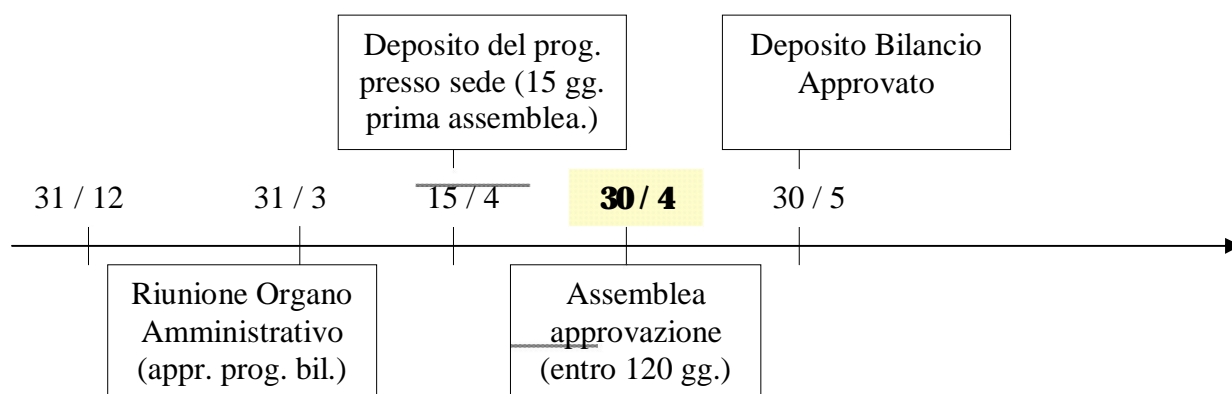 Deposito del prog.
presso sede (15 gg.
prima assemblea.)
Deposito Bilancio
Approvato
31 / 12
31 / 3
15 / 4
30 / 4
30 / 5
Riunione Organo
Amministrativo
(appr. prog. bil.)
Assemblea
approvazione
(entro 120 gg.)